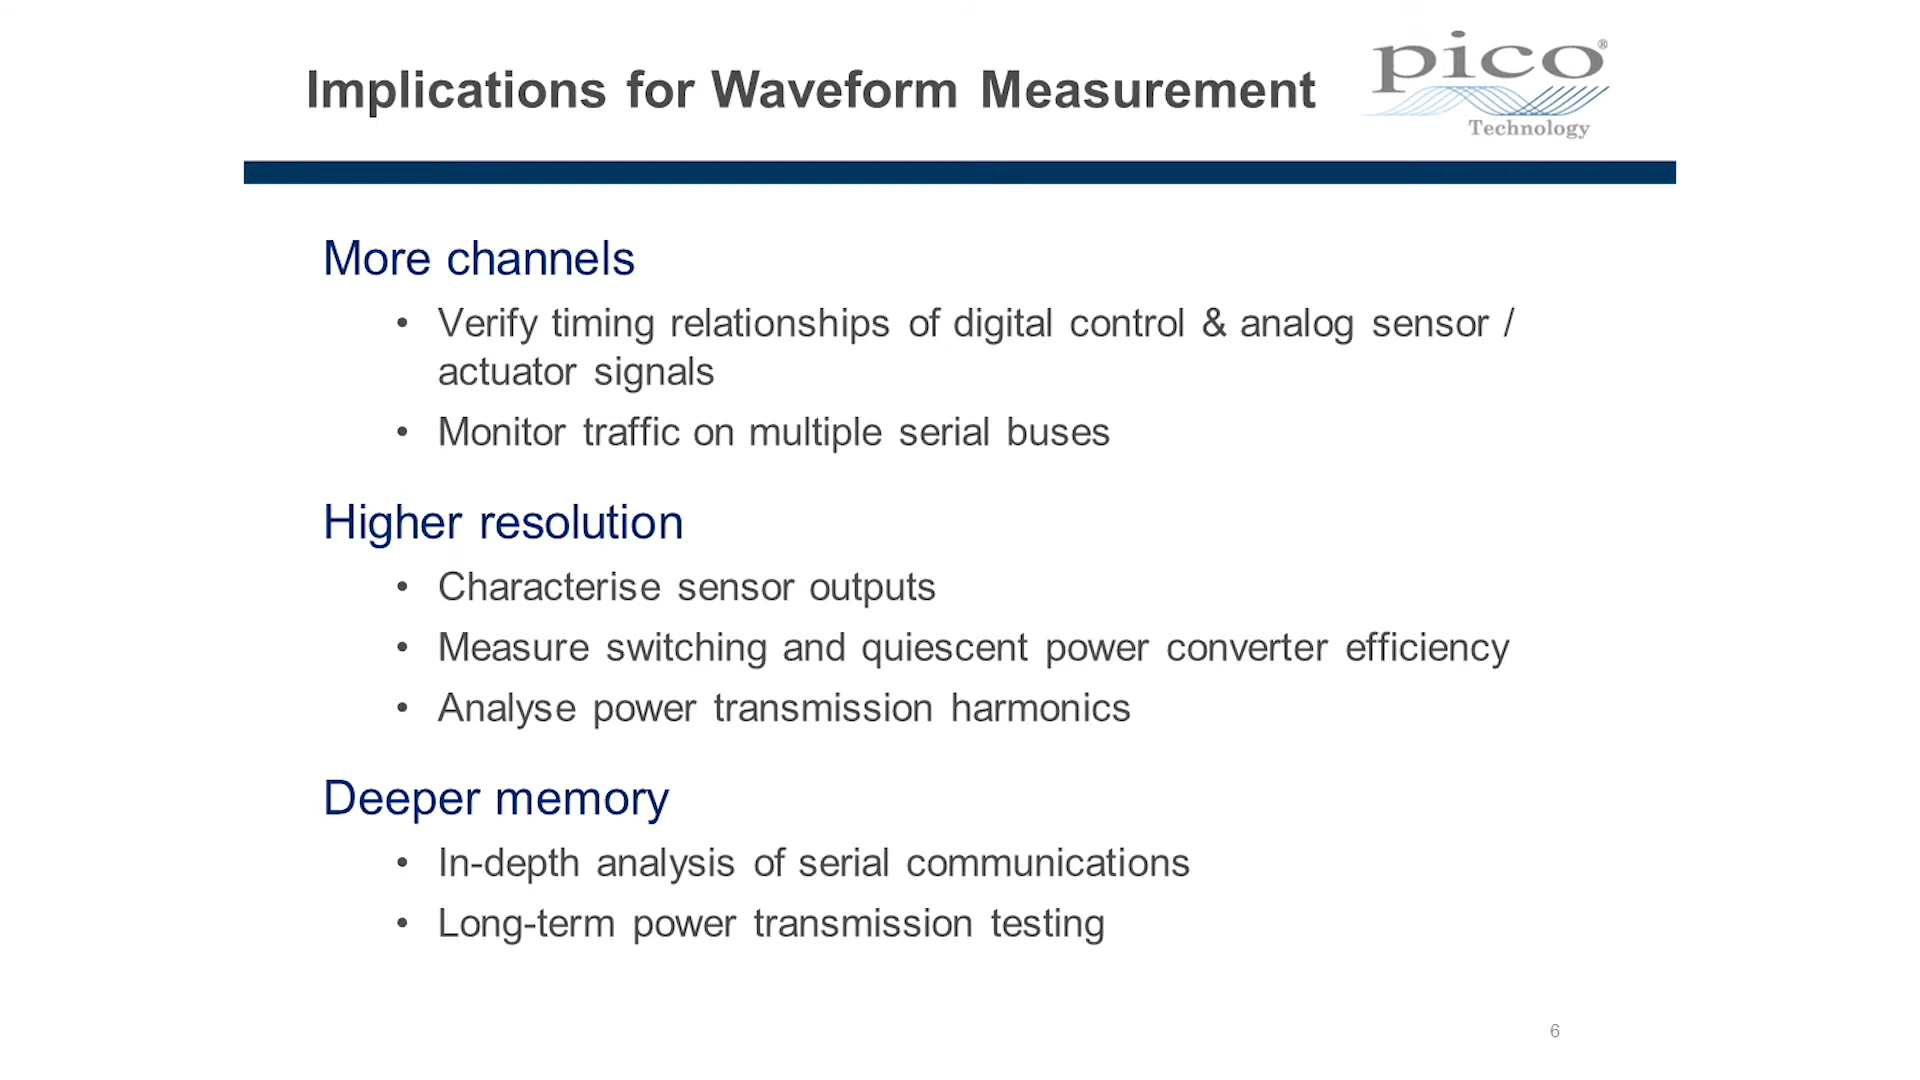 Implications for Waveform Measurement
pico®
Technology
More channels
• Verify timing relationships of digital control & analog sensor /
actuator signals
• Monitor traffic on multiple serial buses
Higher resolution
• Characterise sensor outputs
• Measure switching and quiescent power converter efficiency
• Analyse power transmission harmonics
Deeper memory
• In-depth analysis of serial communications
• Long-term power transmission testing
6